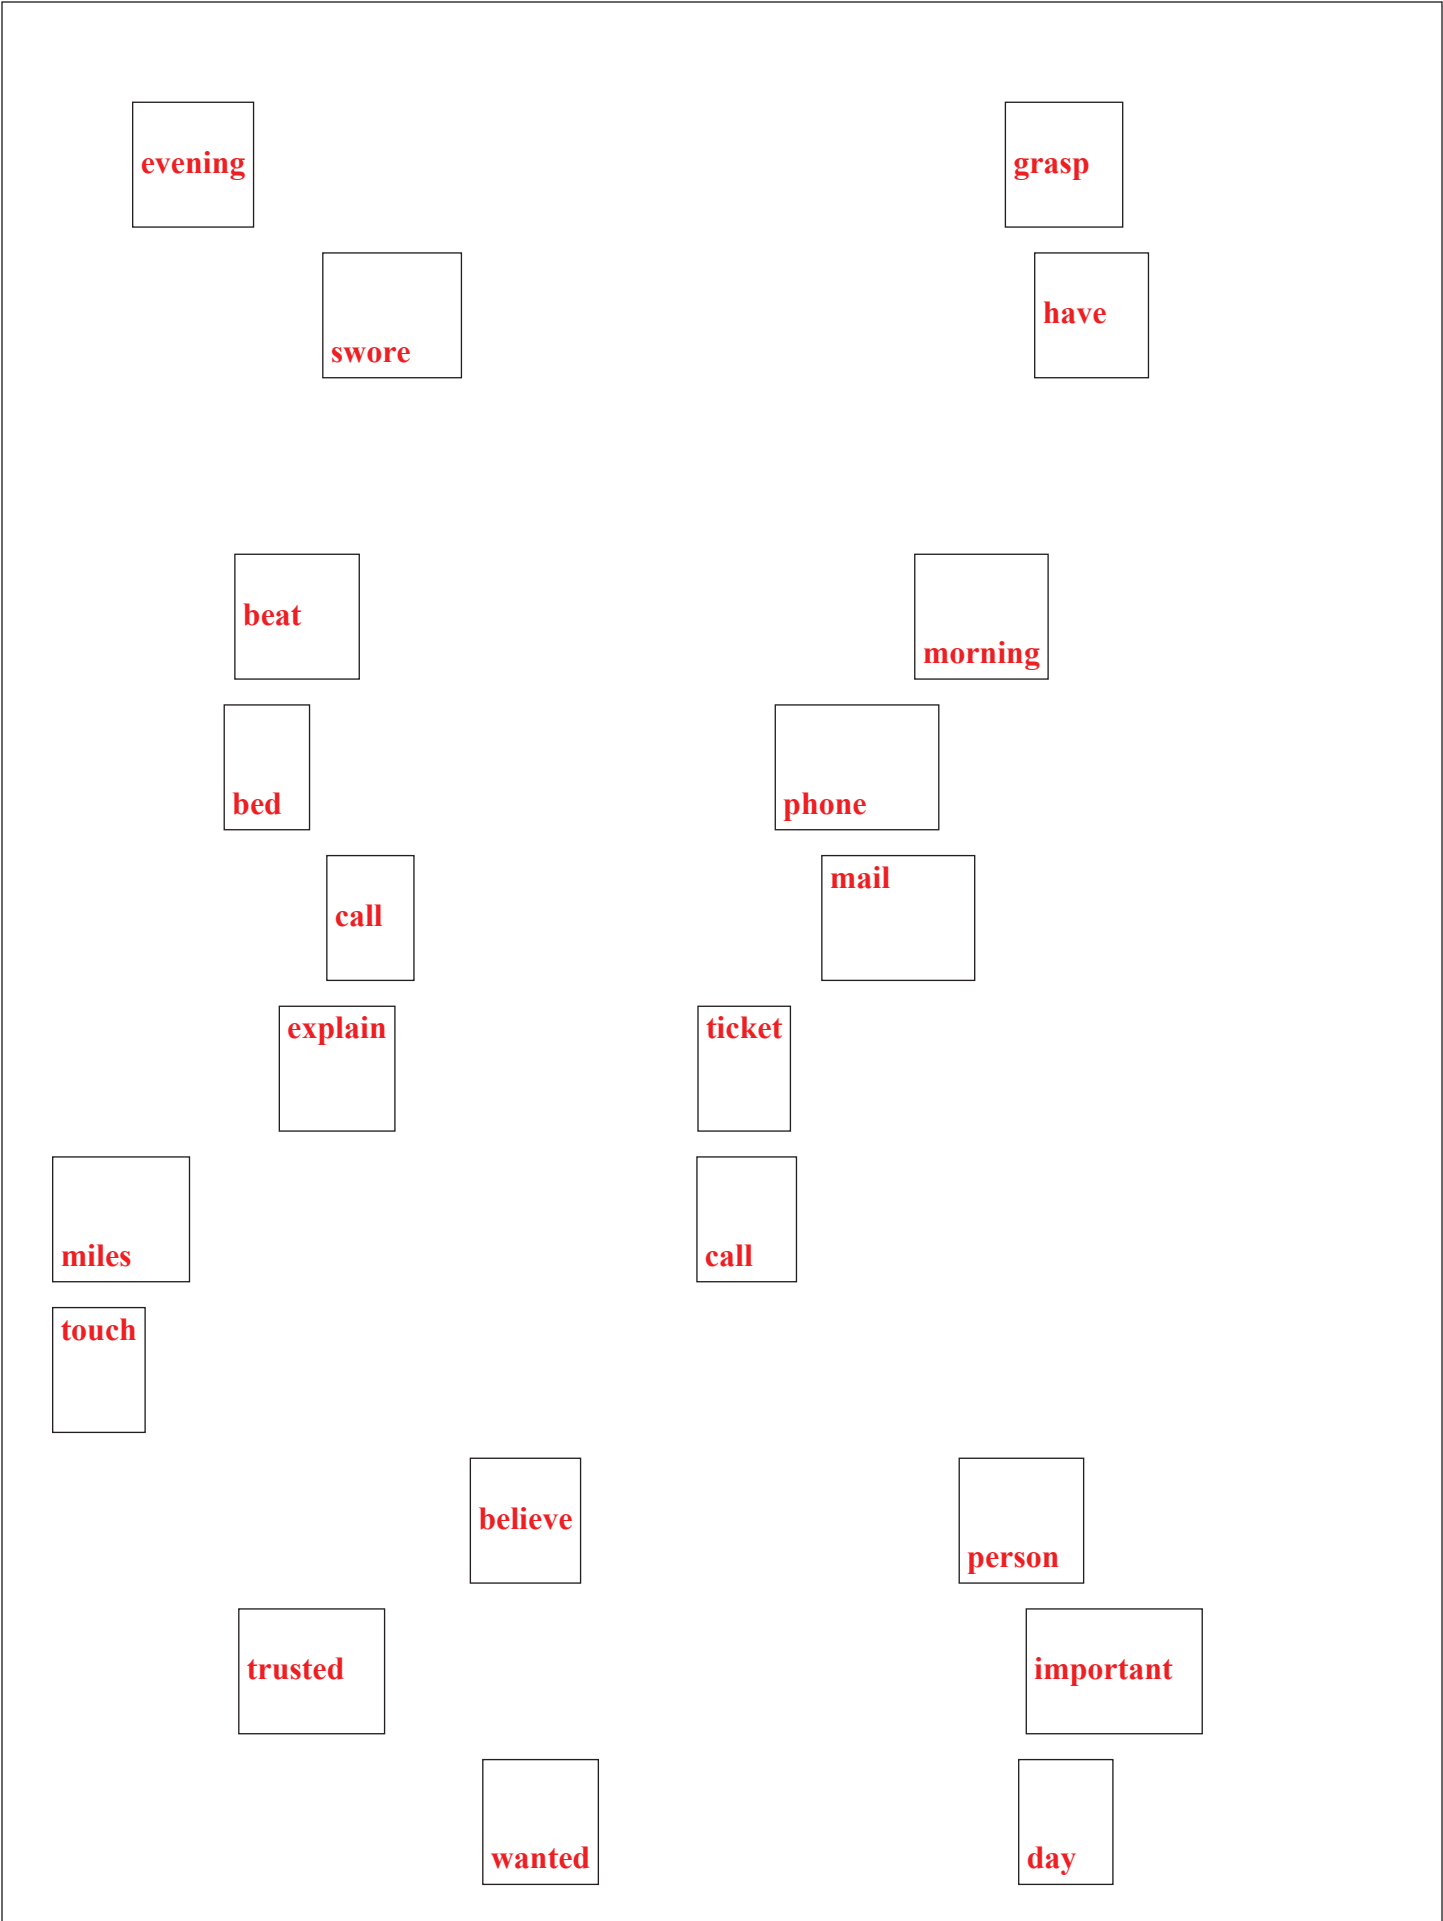 evening grasp
have
swore
beat
morning
bed phone
mail
call
explain ticket
miles call
touch
believe
person
trusted important
wanted day